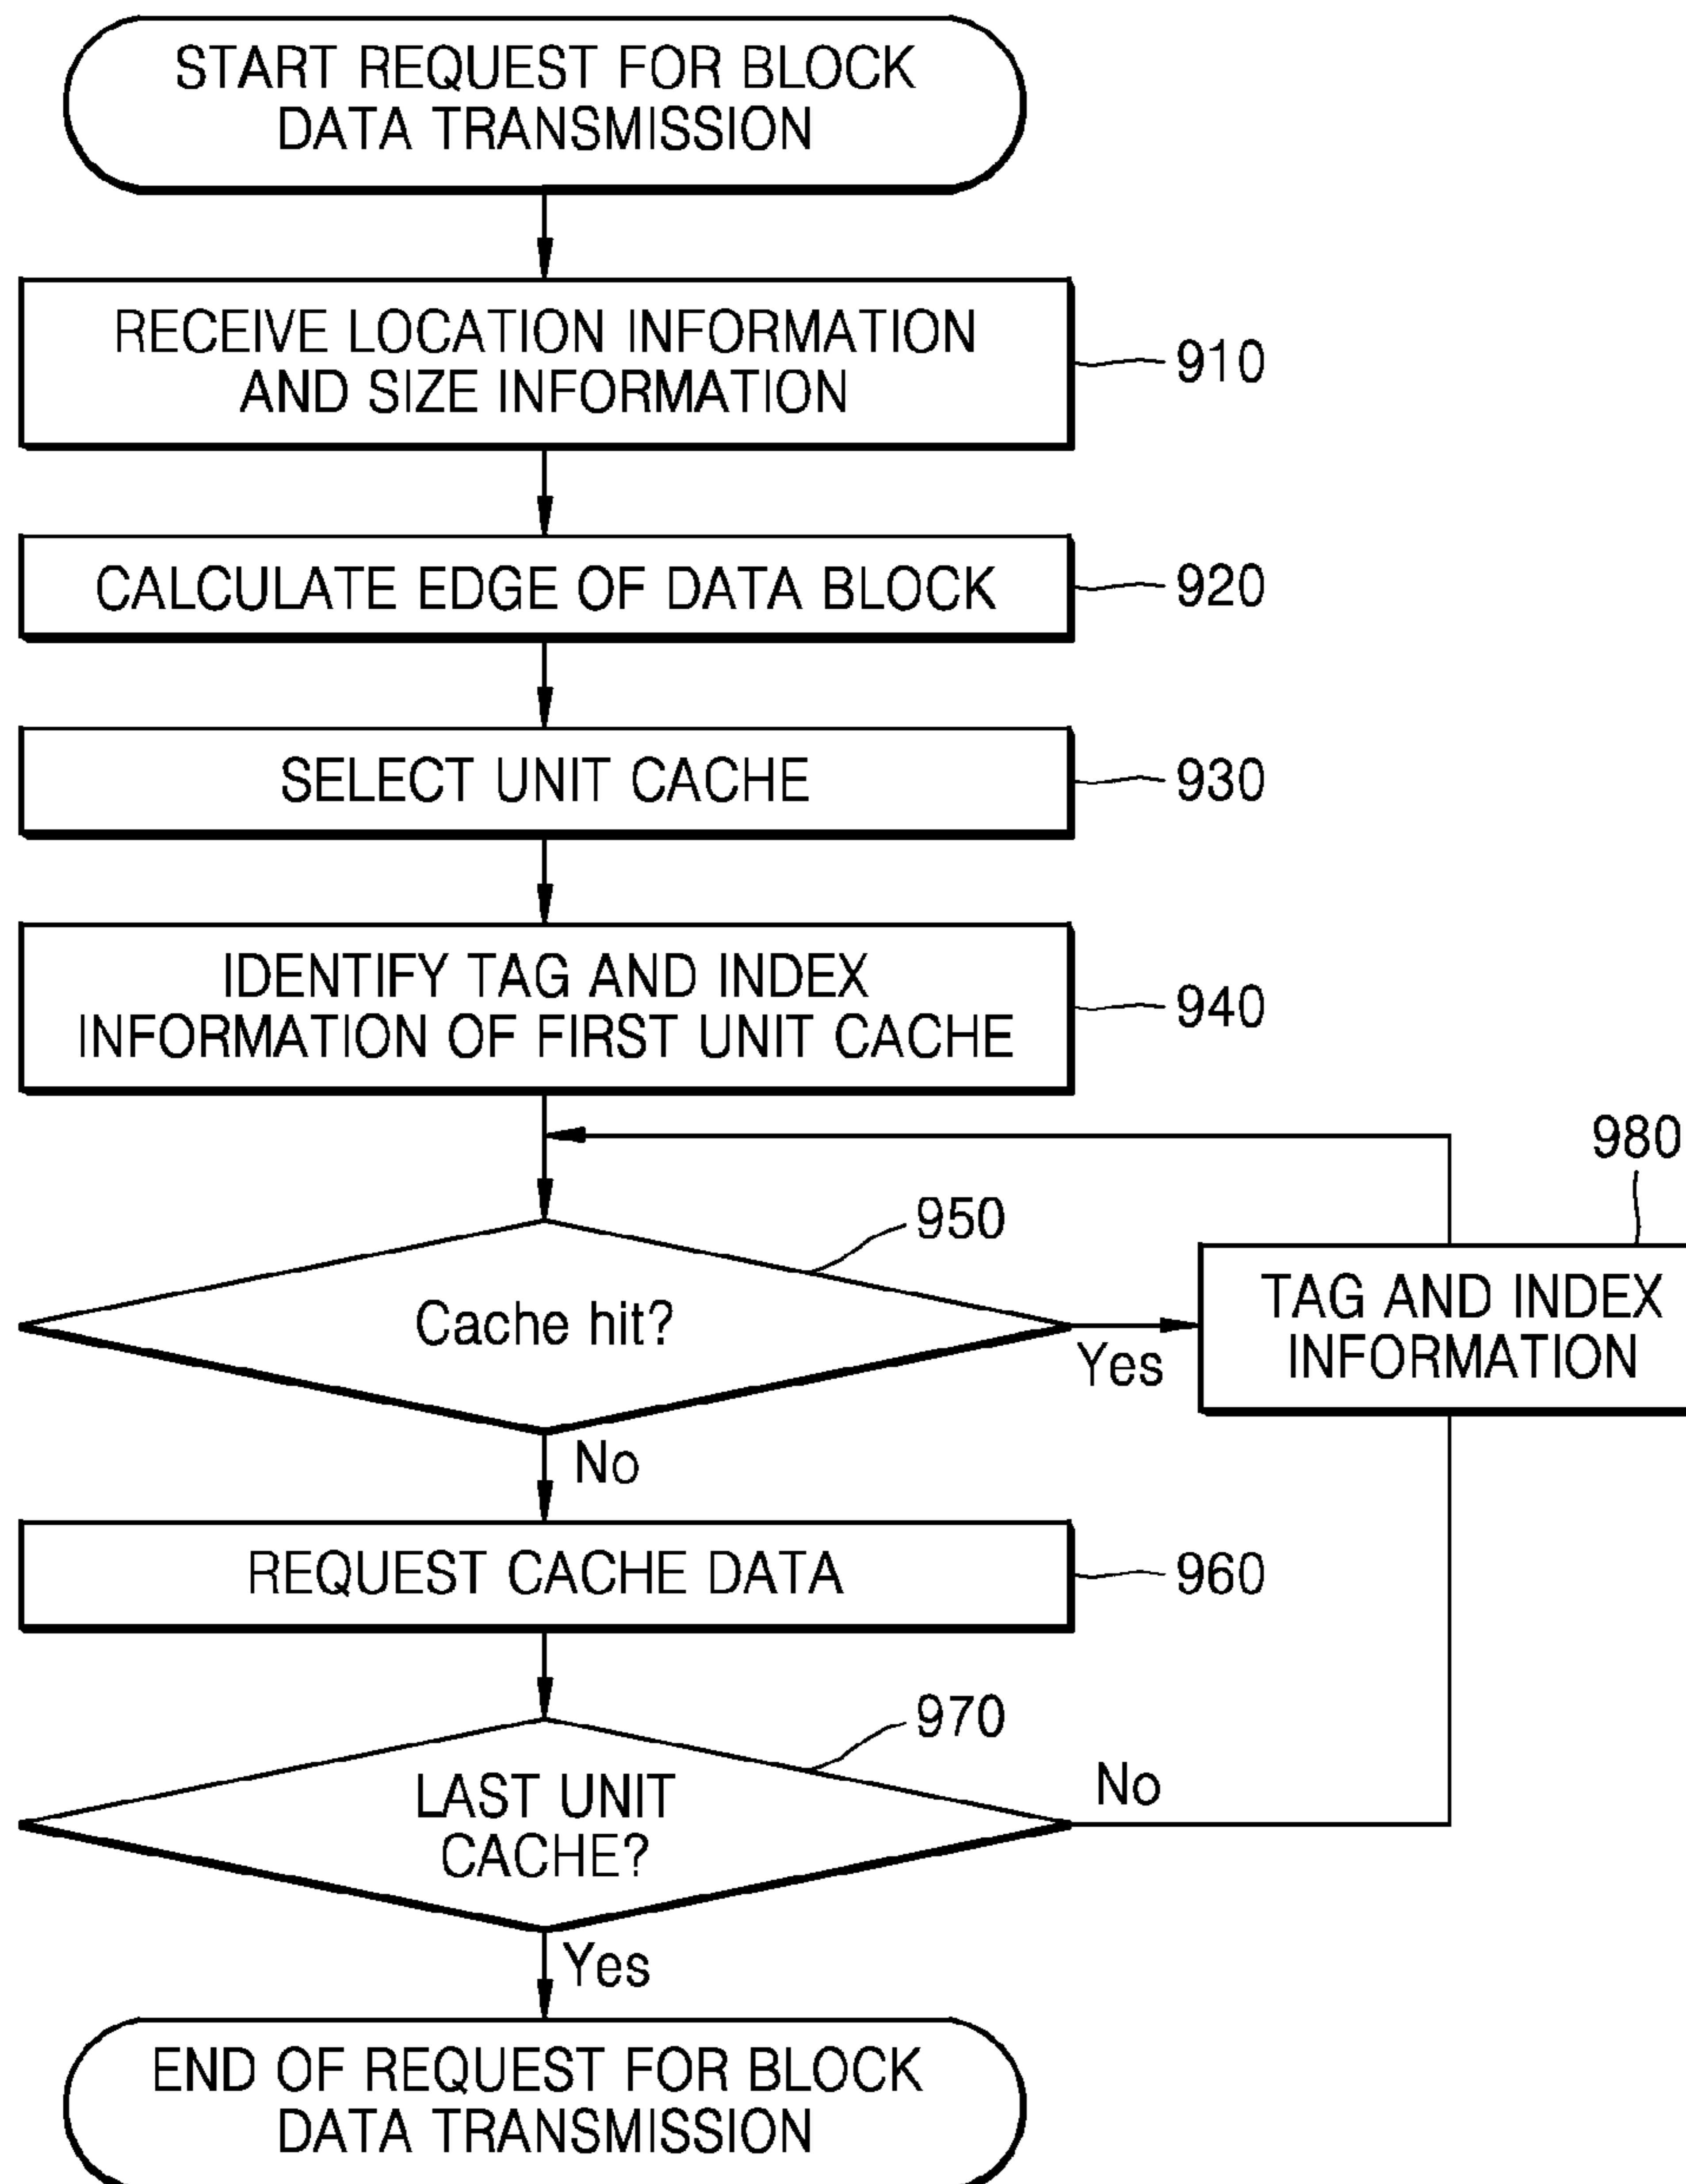 START REQUEST FOR BLOCK
DATA TRANSMISSION
RECEIVE LOCATION INFORMATION
AND SIZE INFORMATION
910
CALCULATE EDGE OF DATA BLOCK
920
SELECT UNIT CACHE
930
IDENTIFY TAG AND INDEX
INFORMATION OF FIRST UNIT CACHE
940
980
950
Cache hit?
Yes
TAG AND INDEX
INFORMATION
No
REQUEST CACHE DATA
960
970
LAST UNIT
CACHE?
No
Yes
END OF REQUEST FOR BLOCK
DATA TRANSMISSION